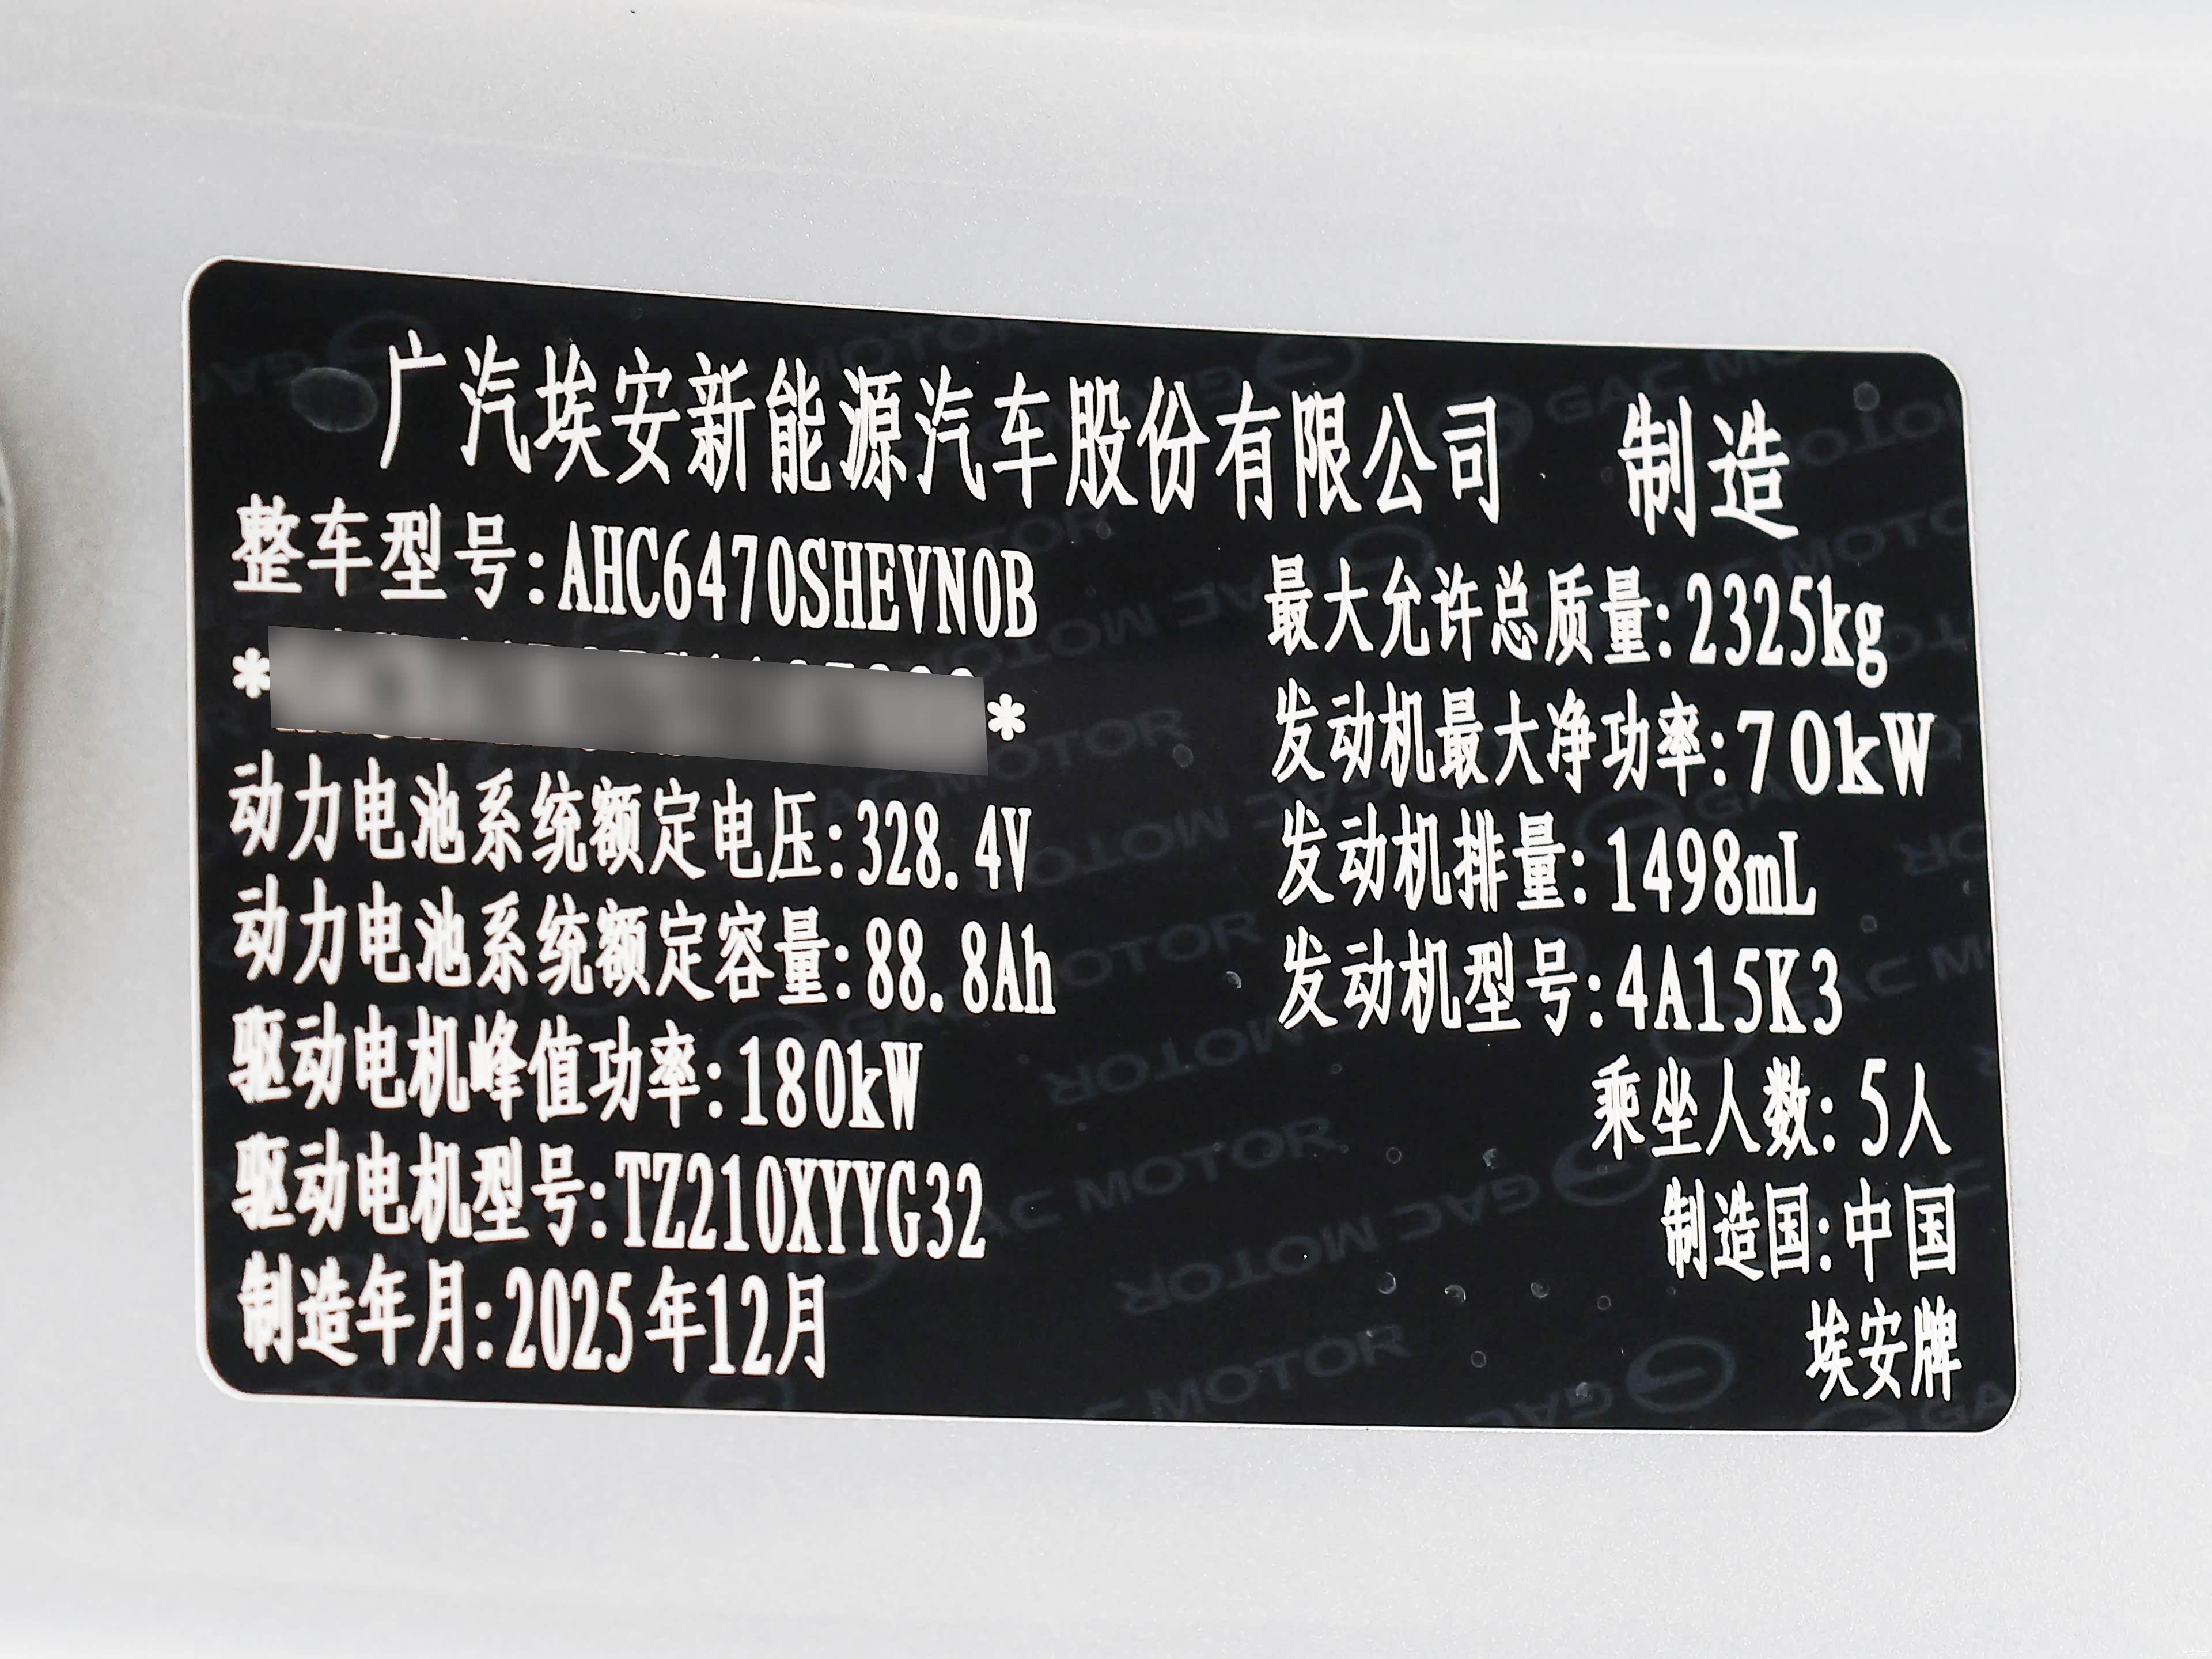 广汽埃安新能源汽车股份有限公司 制造
整车型号:AHC6470SHEVN0B
动力电池系统额定电压:328.4V
动力电池系统额定容量:88.8Ah
驱动电机峰值功率:180kW
驱动电机型号:TZ210XYYG32
制造年月:2025年12月
最大允许总质量:2325kg
发动机最大净功率:70kW
发动机排量:1498mL
发动机型号:4A15K3
乘坐人数:5人
制造国:中国
埃安牌
GAC MOTOR